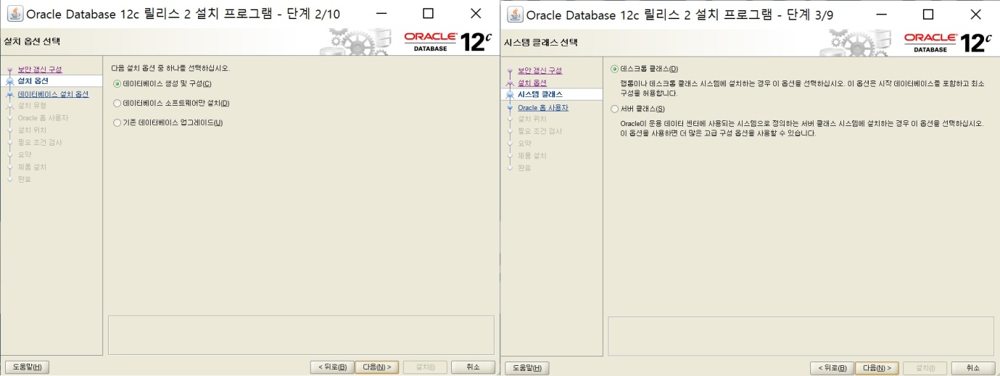 Oracle Database 12c 릴리스 2 설치 프로그램 - 단계 2/10
설치 옵션 선택
ORACLE
DATABASE
12c
보안 갱신 구성
설치 옵션
데이터베이스 설치 옵션
설치 유형
Oracle 홈 사용자
설치 위치
필요 조건 검사
요약
제품 설치
완료
다음 설치 옵션 중 하나를 선택하십시오.
데이터베이스 생성 및 구성(C)
데이터베이스 소프트웨어만 설치(D)
기존 데이터베이스 업그레이드(U)
도움말(H)
< 뒤로(B)
다음(N) >
설치(I)
취소
Oracle Database 12c 릴리스 2 설치 프로그램 - 단계 3/9
시스템 클래스 선택
ORACLE
DATABASE
12c
보안 갱신 구성
설치 옵션
시스템 클래스
Oracle 홈 사용자
설치 위치
필요 조건 검사
요약
제품 설치
완료
데스크톱 클래스(D)
랩톱이나 데스크톱 클래스 시스템에 설치하는 경우 이 옵션을 선택하십시오. 이 옵션은 시작 데이터베이스를 포함하고 최소
구성을 허용합니다.
서버 클래스(S)
Oracle이 운용 데이터 센터에 사용되는 시스템으로 정의하는 서버 클래스 시스템에 설치하는 경우 이 옵션을 선택하십시오.
이 옵션을 사용하면 더 많은 고급 구성 옵션을 사용할 수 있습니다.
도움말(H)
< 뒤로(B)
다음(N) >
설치(I)
취소